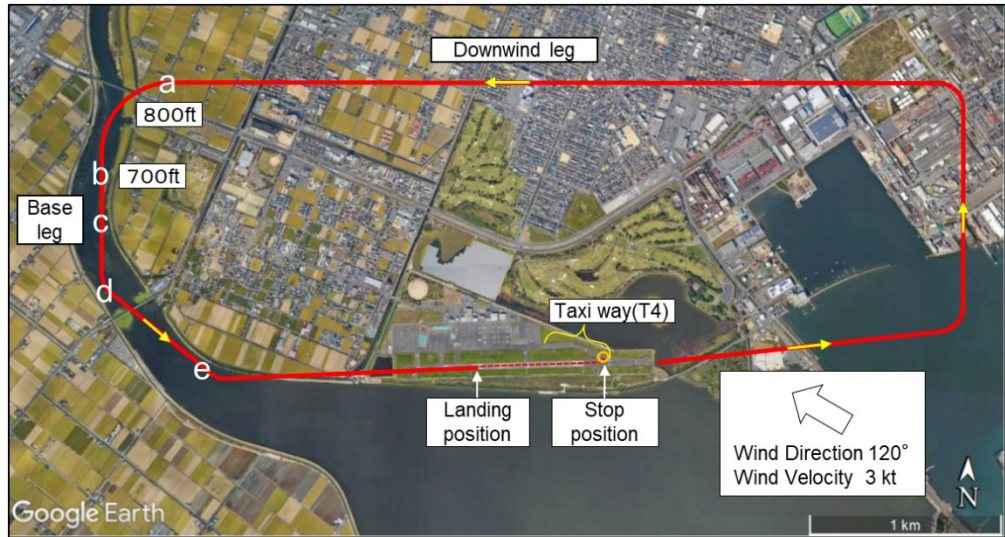 Downwind leg
a
800ft
b
700ft
Base
leg
c
d
Taxi way(T4)
e
Landing
position
Stop
position
Wind Direction 120°
Wind Velocity 3 kt
N
Google Earth
1 km